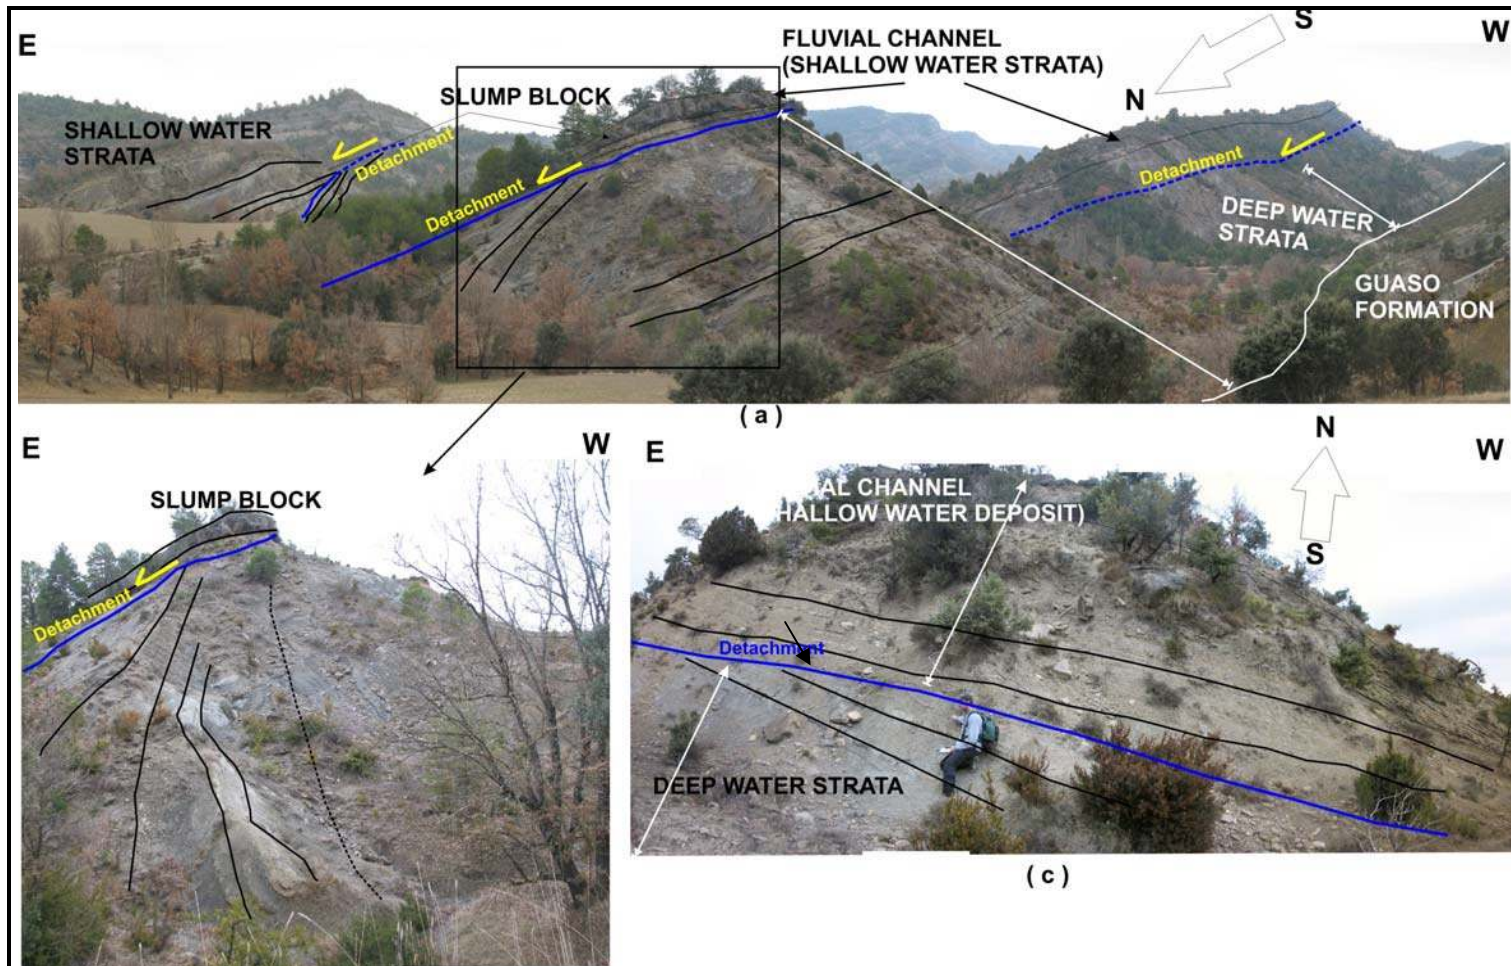 E
S
W
FLUVIAL CHANNEL
(SHALLOW WATER STRATA)
N
SLUMP BLOCK
SHALLOW WATER
STRATA
Detachment
Detachment
Detachment
DEEP WATER
STRATA
GUASO
FORMATION
( a )
E
W
SLUMP BLOCK
Detachment
E
N
W
CHANNEL
HALLOW WATER DEPOSIT)
S
Detachment
DEEP WATER STRATA
( c )